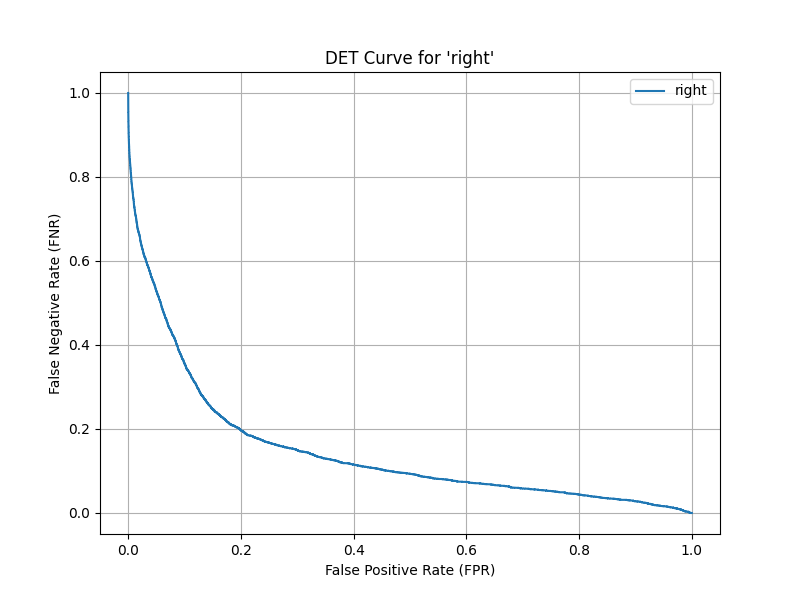 DET Curve for 'right'
right
1.0
0.8
0.6
0.4
0.2
0.0
False Negative Rate (FNR)
0.0 0.2 0.4 0.6 0.8 1.0
False Positive Rate (FPR)